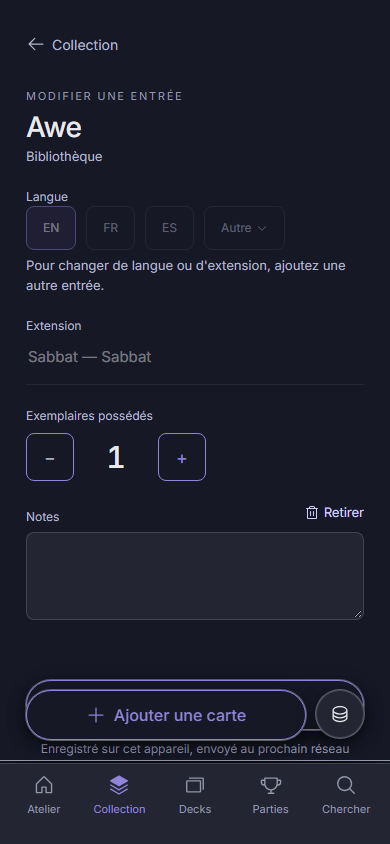 Collection
MODIFIER UNE ENTRÉE
Awe
Bibliothèque
Langue
EN FR ES Autre
Pour changer de langue ou d'extension, ajoutez une
autre entrée.
Extension
Sabbat — Sabbat
Exemplaires possédés
− 1 +
Notes Retirer
Ajouter une carte
Enregistré sur cet appareil, envoyé au prochain réseau
Atelier Collection Decks Parties Chercher